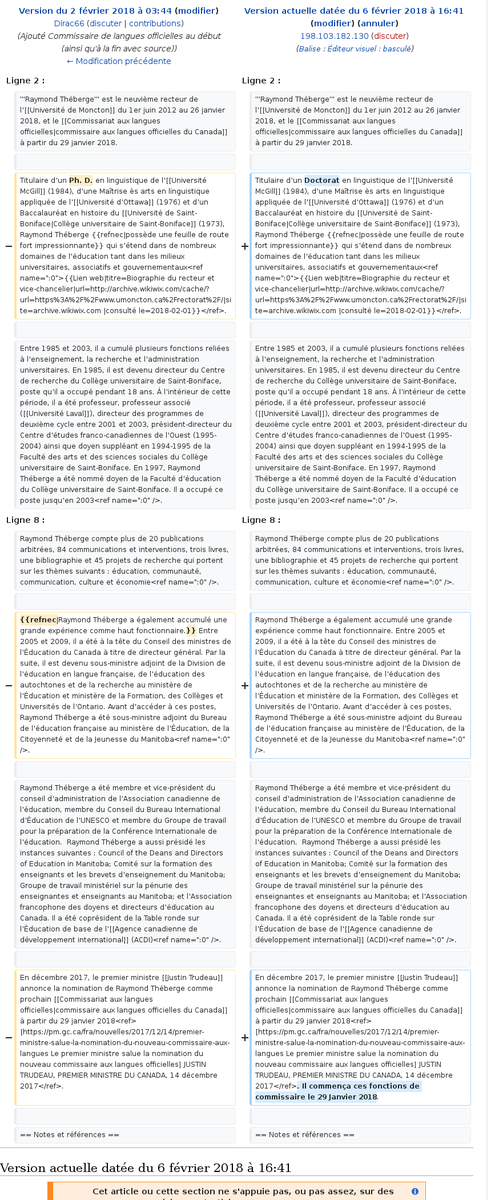 Version du 2 février 2018 à 03:44 (modifier)
Dirac66 (discuter | contributions)
(Ajouté Commissaire de langues officielles au début
(ainsi qu'à la fin avec source))
← Modification précédente
Version actuelle datée du 6 février 2018 à 16:41
(modifier) (annuler)
198.103.182.130 (discuter)
(Balise : Éditeur visuel : basculé)
Ligne 2 :
Ligne 2 :
'''Raymond Théberge''' est le neuvième recteur de
l'[[Université de Moncton]] du 1er juin 2012 au 26 janvier
2018, et le [[Commissariat aux langues
officielles|commissaire aux langues officielles du Canada]]
à partir du 29 janvier 2018.
'''Raymond Théberge''' est le neuvième recteur de
l'[[Université de Moncton]] du 1er juin 2012 au 26 janvier
2018, et le [[Commissariat aux langues
officielles|commissaire aux langues officielles du Canada]]
à partir du 29 janvier 2018.
−
Titulaire d'un Ph. D. en linguistique de l'[[Université
McGill]] (1984), d'une Maîtrise ès arts en linguistique
appliquée de l'[[Université d'Ottawa]] (1976) et d'un
Baccalauréat en histoire du [[Université de Saint-
Boniface|Collège universitaire de Saint-Boniface]] (1973),
Raymond Théberge {{refnec|possède une feuille de route
fort impressionnante}} qui s'étend dans de nombreux
domaines de l'éducation tant dans les milieux
universitaires, associatifs et gouvernementaux<ref
name=":0">{{Lien web|titre=Biographie du recteur et
vice-chancelier|url=http://archive.wikiwix.com/cache/?
url=https%3A%2F%2Fwww.umoncton.ca%2Frectorat%2F/|si
te=archive.wikiwix.com |consulté le=2018-02-01}}</ref>.
+
Titulaire d'un Doctorat en linguistique de l'[[Université
McGill]] (1984), d'une Maîtrise ès arts en linguistique
appliquée de l'[[Université d'Ottawa]] (1976) et d'un
Baccalauréat en histoire du [[Université de Saint-
Boniface|Collège universitaire de Saint-Boniface]] (1973),
Raymond Théberge {{refnec|possède une feuille de route
fort impressionnante}} qui s'étend dans de nombreux
domaines de l'éducation tant dans les milieux
universitaires, associatifs et gouvernementaux<ref
name=":0">{{Lien web|titre=Biographie du recteur et
vice-chancelier|url=http://archive.wikiwix.com/cache/?
url=https%3A%2F%2Fwww.umoncton.ca%2Frectorat%2F/|si
te=archive.wikiwix.com |consulté le=2018-02-01}}</ref>.
Entre 1985 et 2003, il a cumulé plusieurs fonctions reliées
à l'enseignement, la recherche et l'administration
universitaires. En 1985, il est devenu directeur du Centre
de recherche du Collège universitaire de Saint-Boniface,
poste qu'il a occupé pendant 18 ans. À l'intérieur de cette
période, il a été professeur, professeur associé
([[Université Laval]]), directeur des programmes de
deuxième cycle entre 2001 et 2003, président-directeur du
Centre d'études franco-canadiennes de l'Ouest (1995-
2004) ainsi que doyen suppléant en 1994-1995 de la
Faculté des arts et des sciences sociales du Collège
universitaire de Saint-Boniface. En 1997, Raymond
Théberge a été nommé doyen de la Faculté d'éducation
du Collège universitaire de Saint-Boniface. Il a occupé ce
poste jusqu'en 2003<ref name=":0" />.
Entre 1985 et 2003, il a cumulé plusieurs fonctions reliées
à l'enseignement, la recherche et l'administration
universitaires. En 1985, il est devenu directeur du Centre
de recherche du Collège universitaire de Saint-Boniface,
poste qu'il a occupé pendant 18 ans. À l'intérieur de cette
période, il a été professeur, professeur associé
([[Université Laval]]), directeur des programmes de
deuxième cycle entre 2001 et 2003, président-directeur du
Centre d'études franco-canadiennes de l'Ouest (1995-
2004) ainsi que doyen suppléant en 1994-1995 de la
Faculté des arts et des sciences sociales du Collège
universitaire de Saint-Boniface. En 1997, Raymond
Théberge a été nommé doyen de la Faculté d'éducation
du Collège universitaire de Saint-Boniface. Il a occupé ce
poste jusqu'en 2003<ref name=":0" />.
Ligne 8 :
Ligne 8 :
Raymond Théberge compte plus de 20 publications
arbitrées, 84 communications et interventions, trois livres,
une bibliographie et 45 projets de recherche qui portent
sur les thèmes suivants : éducation, communauté,
communication, culture et économie<ref name=":0" />.
Raymond Théberge compte plus de 20 publications
arbitrées, 84 communications et interventions, trois livres,
une bibliographie et 45 projets de recherche qui portent
sur les thèmes suivants : éducation, communauté,
communication, culture et économie<ref name=":0" />.
−
{{refnec|Raymond Théberge a également accumulé une
grande expérience comme haut fonctionnaire.}} Entre
2005 et 2009, il a été à la tête du Conseil des ministres de
l'Éducation du Canada à titre de directeur général. Par la
suite, il est devenu sous-ministre adjoint de la Division de
l'éducation en langue française, de l'éducation des
autochtones et de la recherche au ministère de
l'Éducation et ministère de la Formation, des Collèges et
Universités de l'Ontario. Avant d'accéder à ces postes,
Raymond Théberge a été sous-ministre adjoint du Bureau
de l'éducation française au ministère de l'Éducation, de la
Citoyenneté et de la Jeunesse du Manitoba<ref name=":0"
/>.
+
Raymond Théberge a également accumulé une grande
expérience comme haut fonctionnaire. Entre 2005 et
2009, il a été à la tête du Conseil des ministres de
l'Éducation du Canada à titre de directeur général. Par la
suite, il est devenu sous-ministre adjoint de la Division de
l'éducation en langue française, de l'éducation des
autochtones et de la recherche au ministère de
l'Éducation et ministère de la Formation, des Collèges et
Universités de l'Ontario. Avant d'accéder à ces postes,
Raymond Théberge a été sous-ministre adjoint du Bureau
de l'éducation française au ministère de l'Éducation, de la
Citoyenneté et de la Jeunesse du Manitoba<ref name=":0"
/>.
Raymond Théberge a été membre et vice-président du
conseil d'administration de l'Association canadienne de
l'éducation, membre du Conseil du Bureau International
d'Éducation de l'UNESCO et membre du Groupe de travail
pour la préparation de la Conférence Internationale de
l'éducation.  Raymond Théberge a aussi présidé les
instances suivantes : Council of the Deans and Directors
of Education in Manitoba; Comité sur la formation des
enseignants et les brevets d'enseignement du Manitoba;
Groupe de travail ministériel sur la pénurie des
enseignantes et enseignants au Manitoba; et l'Association
francophone des doyens et directeurs d'éducation au
Canada. Il a été coprésident de la Table ronde sur
l'Éducation de base de l'[[Agence canadienne de
développement international]] (ACDI)<ref name=":0" />.
Raymond Théberge a été membre et vice-président du
conseil d'administration de l'Association canadienne de
l'éducation, membre du Conseil du Bureau International
d'Éducation de l'UNESCO et membre du Groupe de travail
pour la préparation de la Conférence Internationale de
l'éducation.  Raymond Théberge a aussi présidé les
instances suivantes : Council of the Deans and Directors
of Education in Manitoba; Comité sur la formation des
enseignants et les brevets d'enseignement du Manitoba;
Groupe de travail ministériel sur la pénurie des
enseignantes et enseignants au Manitoba; et l'Association
francophone des doyens et directeurs d'éducation au
Canada. Il a été coprésident de la Table ronde sur
l'Éducation de base de l'[[Agence canadienne de
développement international]] (ACDI)<ref name=":0" />.
−
En décembre 2017, le premier ministre [[Justin Trudeau]]
annonce la nomination de Raymond Théberge comme
prochain [[Commissariat aux langues
officielles|commissaire aux langues officielles du Canada]]
à partir du 29 janvier 2018<ref>
[https://pm.gc.ca/fra/nouvelles/2017/12/14/premier-
ministre-salue-la-nomination-du-nouveau-commissaire-aux-
langues Le premier ministre salue la nomination du
nouveau commissaire aux langues officielles] JUSTIN
TRUDEAU, PREMIER MINISTRE DU CANADA, 14 décembre
2017</ref>.
+
En décembre 2017, le premier ministre [[Justin Trudeau]]
annonce la nomination de Raymond Théberge comme
prochain [[Commissariat aux langues
officielles|commissaire aux langues officielles du Canada]]
à partir du 29 janvier 2018<ref>
[https://pm.gc.ca/fra/nouvelles/2017/12/14/premier-
ministre-salue-la-nomination-du-nouveau-commissaire-aux-
langues Le premier ministre salue la nomination du
nouveau commissaire aux langues officielles] JUSTIN
TRUDEAU, PREMIER MINISTRE DU CANADA, 14 décembre
2017</ref>. Il commença ces fonctions de
commissaire le 29 Janvier 2018.
== Notes et références ==
== Notes et références ==
Version actuelle datée du 6 février 2018 à 16:41
Cet article ou cette section ne s'appuie pas, ou pas assez, sur des